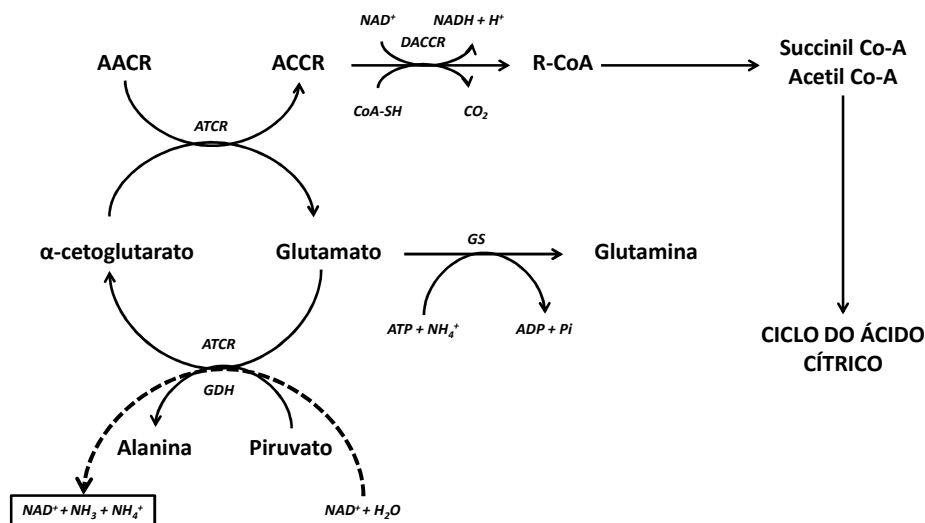 NAD⁺ NADH + H⁺
DACCR
AACR ACCR R-CoA Succinil Co-A
Acetil Co-A
CoA-SH CO₂
ATCR
α-cetoglutarato Glutamato GS Glutamina
ATP + NH₄⁺ ADP + Pi
CICLO DO ÁCIDO
CÍTRICO
ATCR
GDH
Alanina Piruvato
NAD⁺ + NH₃ + NH₄⁺ NAD⁺ + H₂O